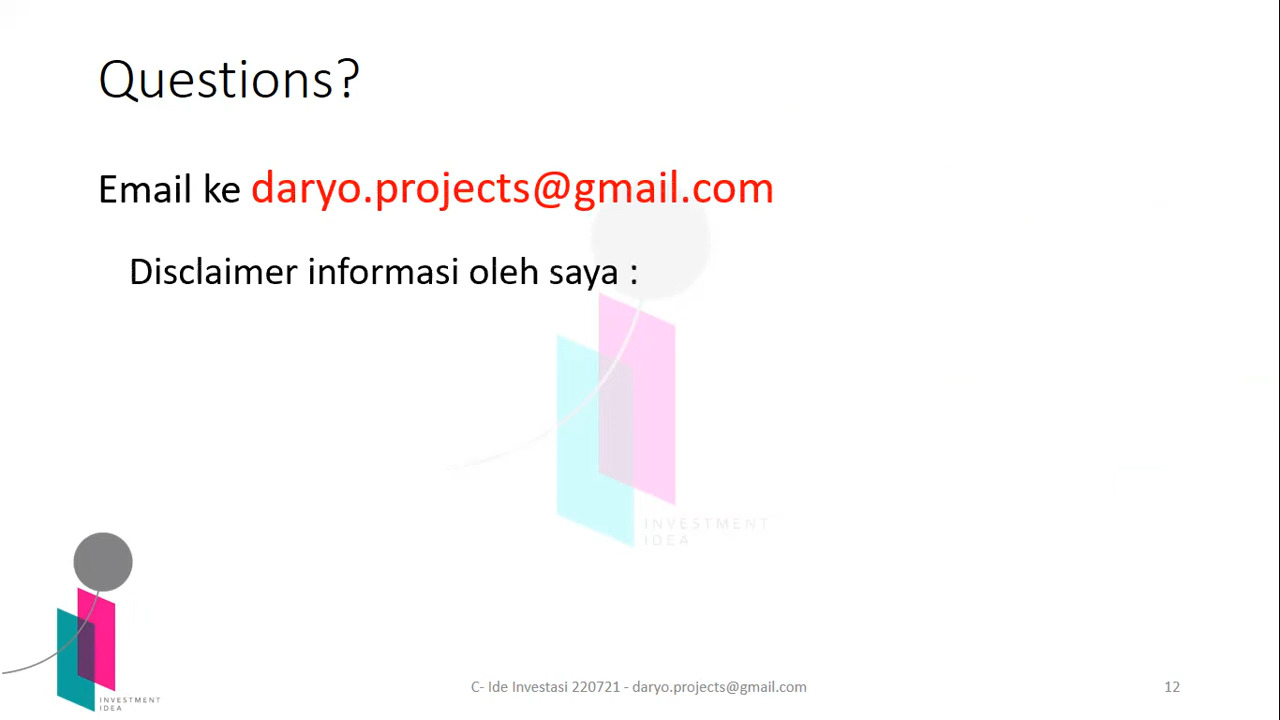 Questions?
Email ke daryo.projects@gmail.com
Disclaimer informasi oleh saya :
INVESTMENT
IDEA
INVESTMENT
IDEA
C- Ide Investasi 220721 - daryo.projects@gmail.com
12